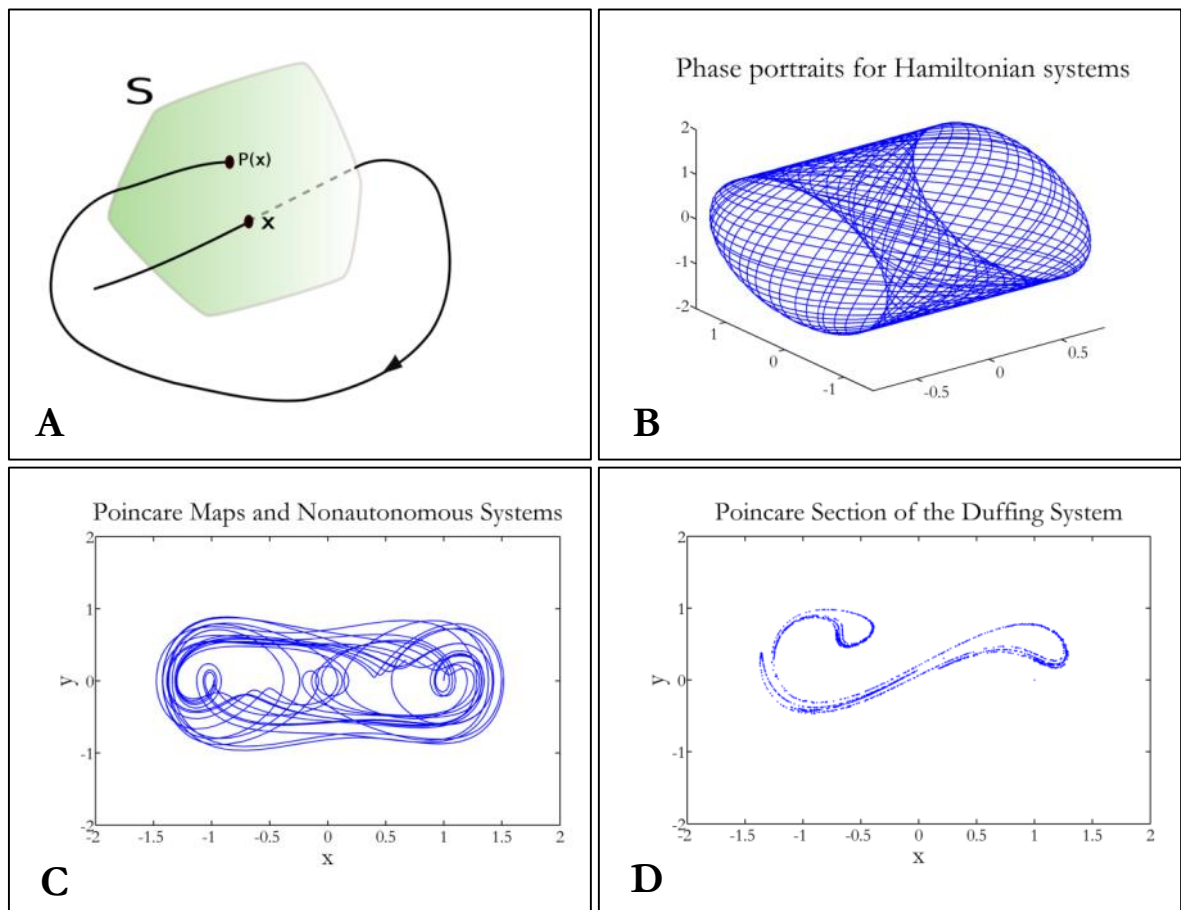 S
P(x)
x
A
Phase portraits for Hamiltonian systems
2
1
0
-1
-2
1
0
-1
-0.5
0
0.5
B
Poincare Maps and Nonautonomous Systems
2
1
0
-1
-2
y
-2 -1.5 -1 -0.5 0 0.5 1 1.5 2
x
C
Poincare Section of the Duffing System
2
1
0
-1
-2
y
-2 -1.5 -1 -0.5 0 0.5 1 1.5 2
x
D